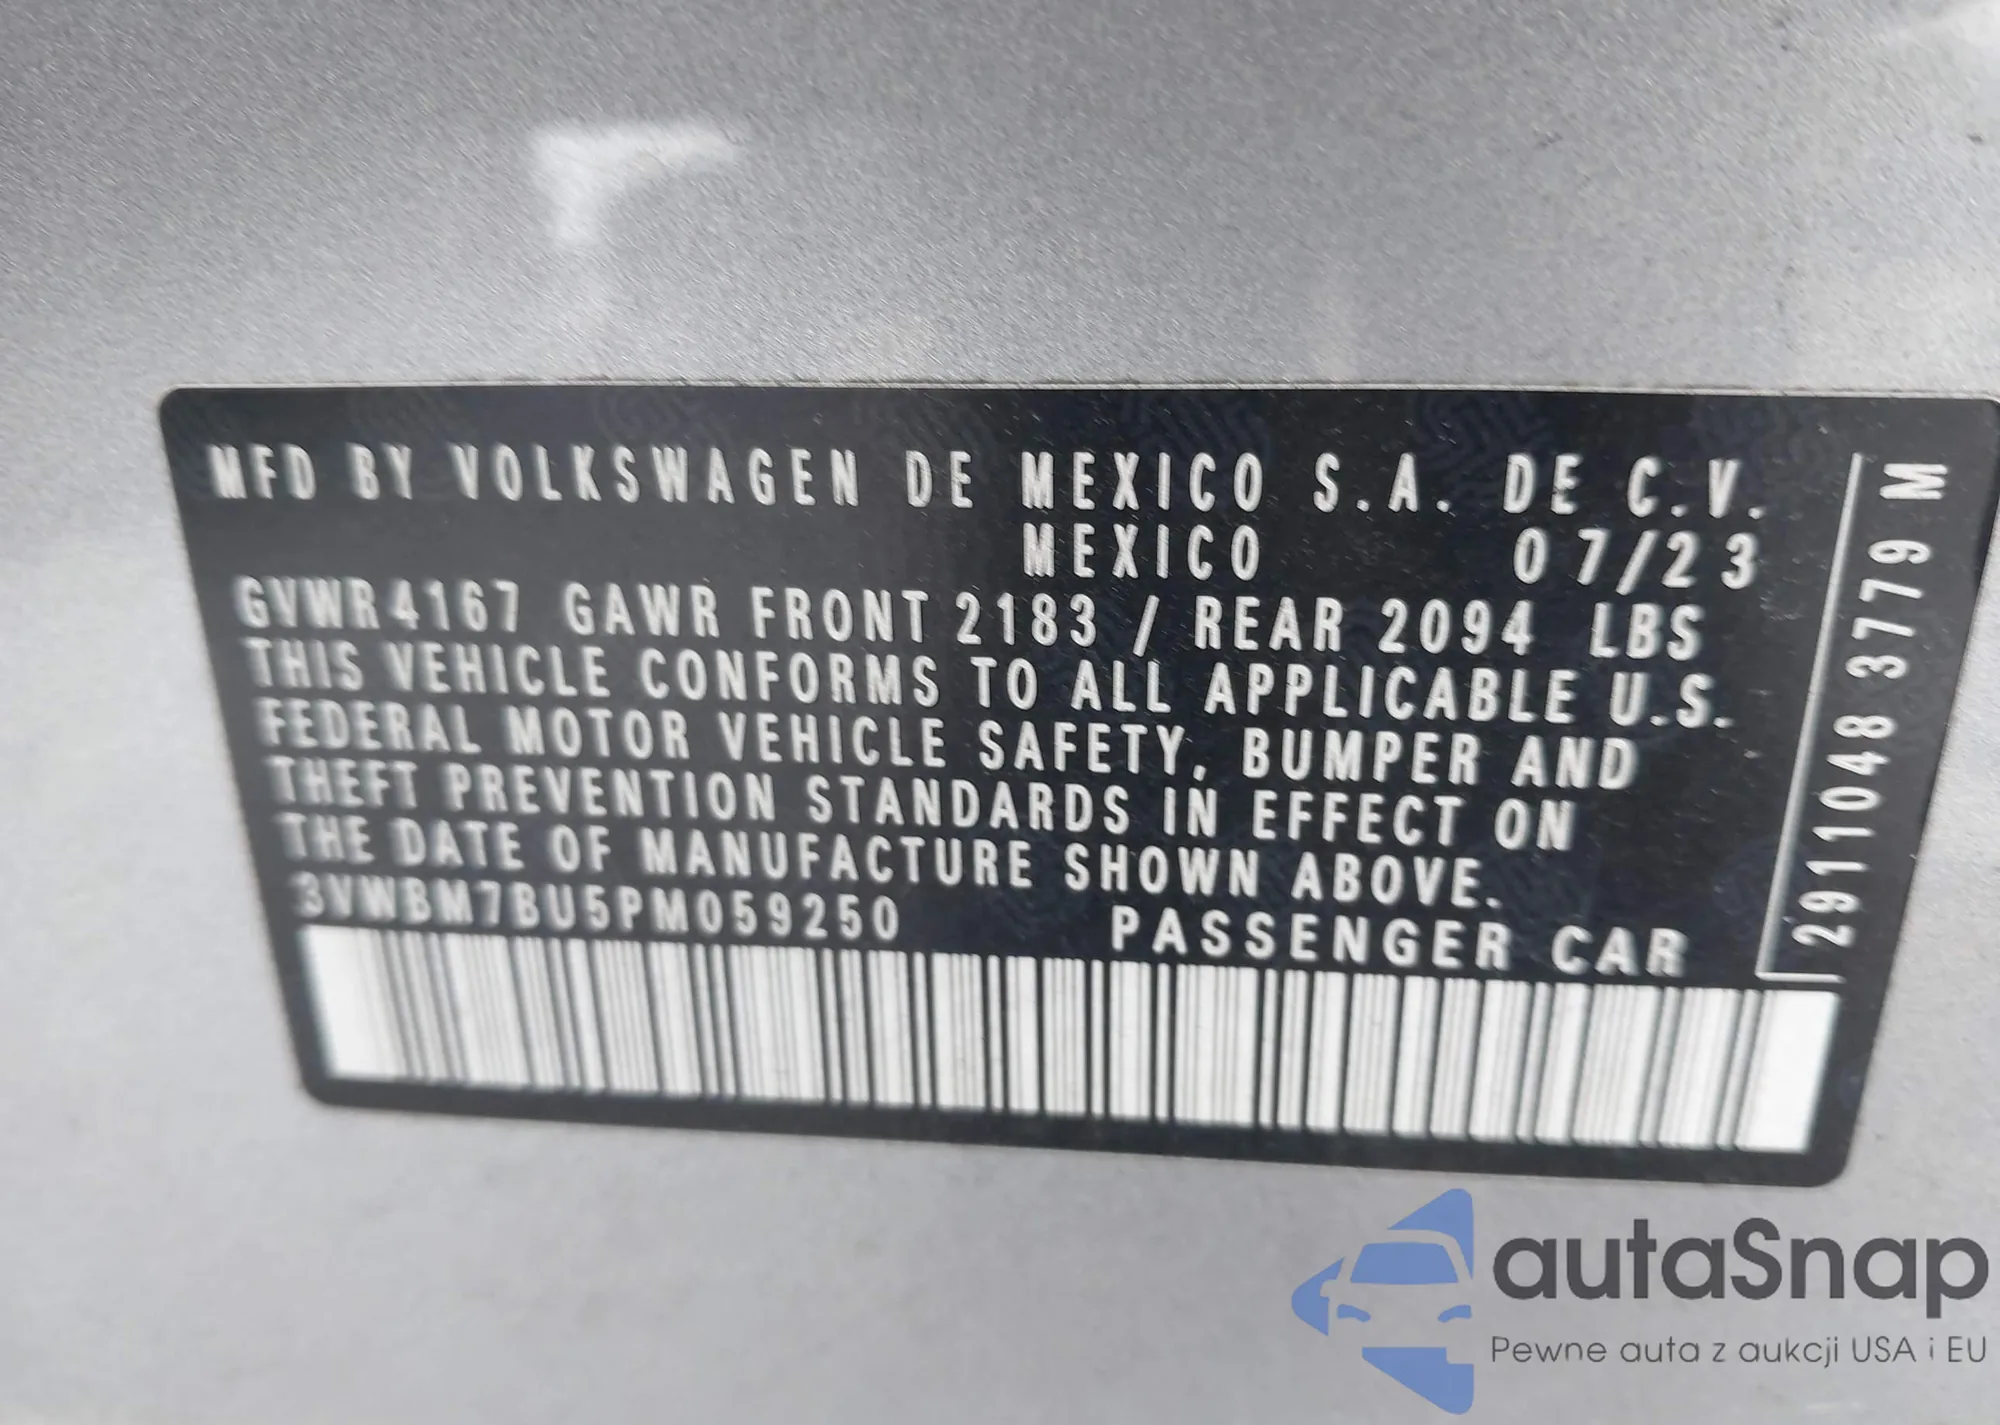 MFD BY VOLKSWAGEN DE MEXICO S.A. DE C.V.
MEXICO 07/23
GVWR 4167 GAWR FRONT 2183 / REAR 2094 LBS
THIS VEHICLE CONFORMS TO ALL APPLICABLE U.S.
FEDERAL MOTOR VEHICLE SAFETY, BUMPER AND
THEFT PREVENTION STANDARDS IN EFFECT ON
THE DATE OF MANUFACTURE SHOWN ABOVE.
3VWBM7BU5PM059250 PASSENGER CAR
2911048 3779 M
autaSnap
Pewne auta z aukcji USA i EU